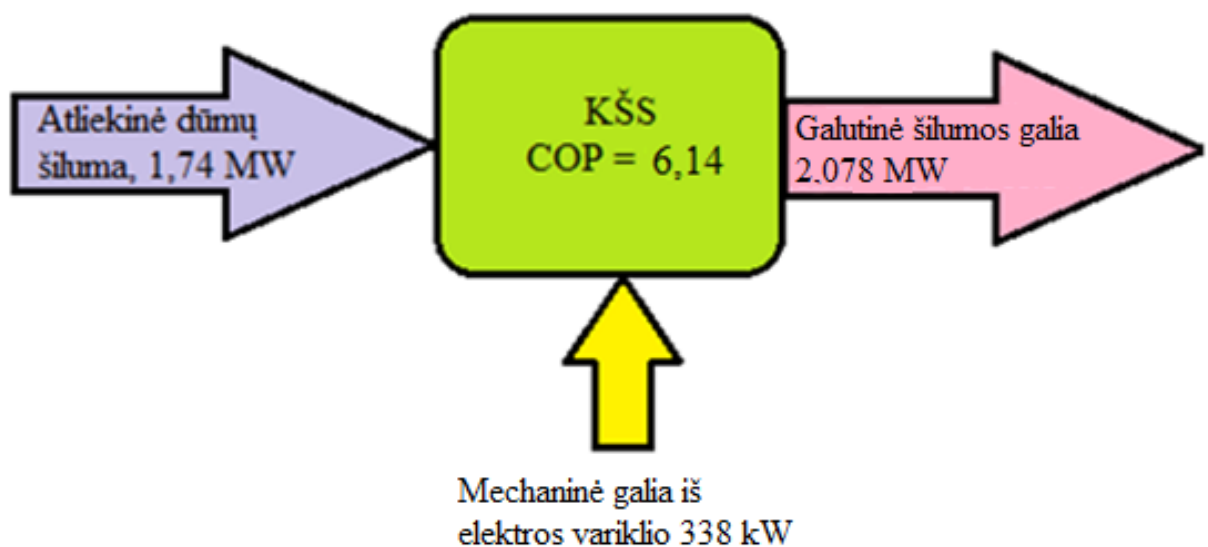 Atliekinė dūmų
šiluma, 1,74 MW
KŠS
COP = 6,14
Galutinė šilumos galia
2,078 MW
Mechaninė galia iš
elektros variklio 338 kW